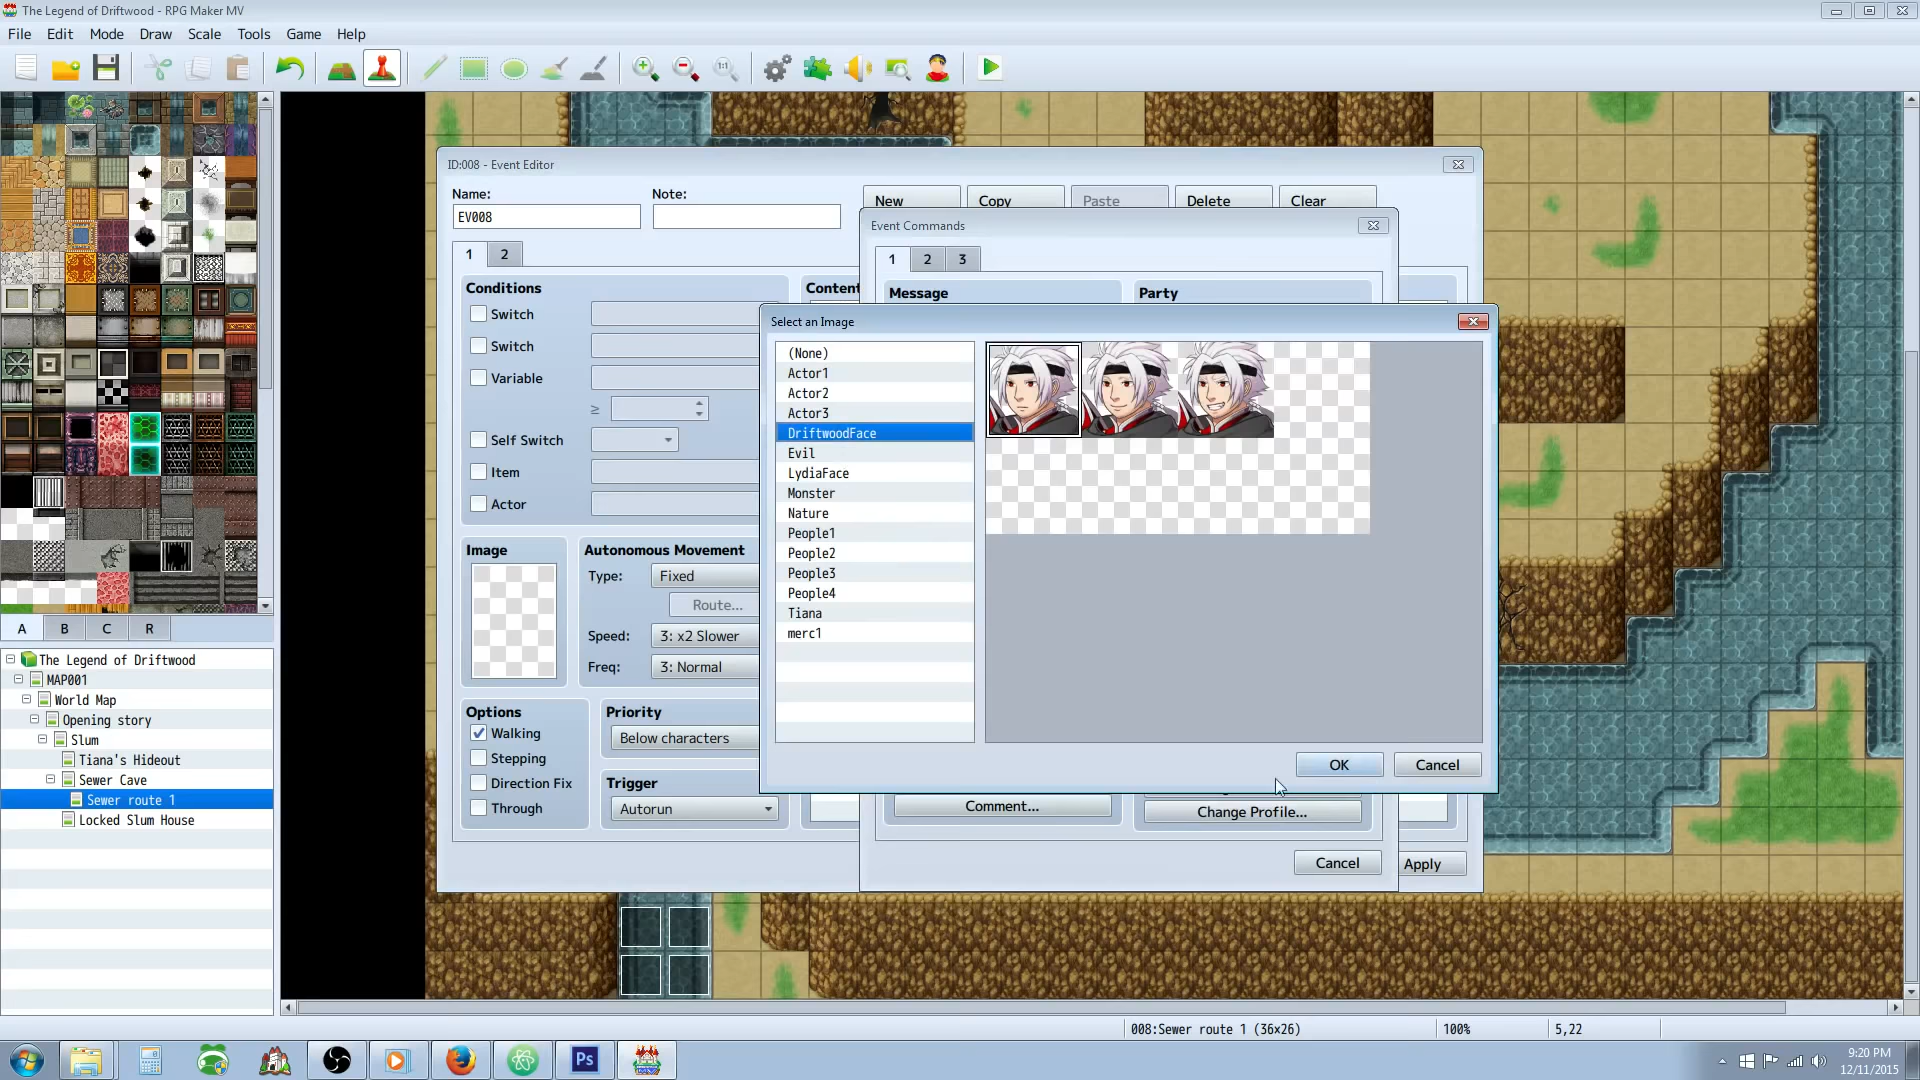 The Legend of Driftwood - RPG Maker MV
File Edit Mode Draw Scale Tools Game Help
1:1
ID:008 - Event Editor
Name:
Note:
EV008
New Copy Paste Delete Clear
1 2
Conditions
Switch
Switch
Variable
≥
Self Switch
Item
Actor
Content
Image
Autonomous Movement
Type: Fixed
Route...
Speed: 3: x2 Slower
Freq: 3: Normal
Options
Walking
Stepping
Direction Fix
Through
Priority
Below characters
Trigger
Autorun
Apply
Event Commands
1 2 3
Message
Party
Comment...
Change Profile...
Cancel
Select an Image
(None)
Actor1
Actor2
Actor3
DriftwoodFace
Evil
LydiaFace
Monster
Nature
People1
People2
People3
People4
Tiana
merc1
OK
Cancel
A B C R
The Legend of Driftwood
MAP001
World Map
Opening story
Slum
Tiana's Hideout
Sewer Cave
Sewer route 1
Locked Slum House
008:Sewer route 1 (36x26)
100%
5,22
Ps
9:20 PM
12/11/2015